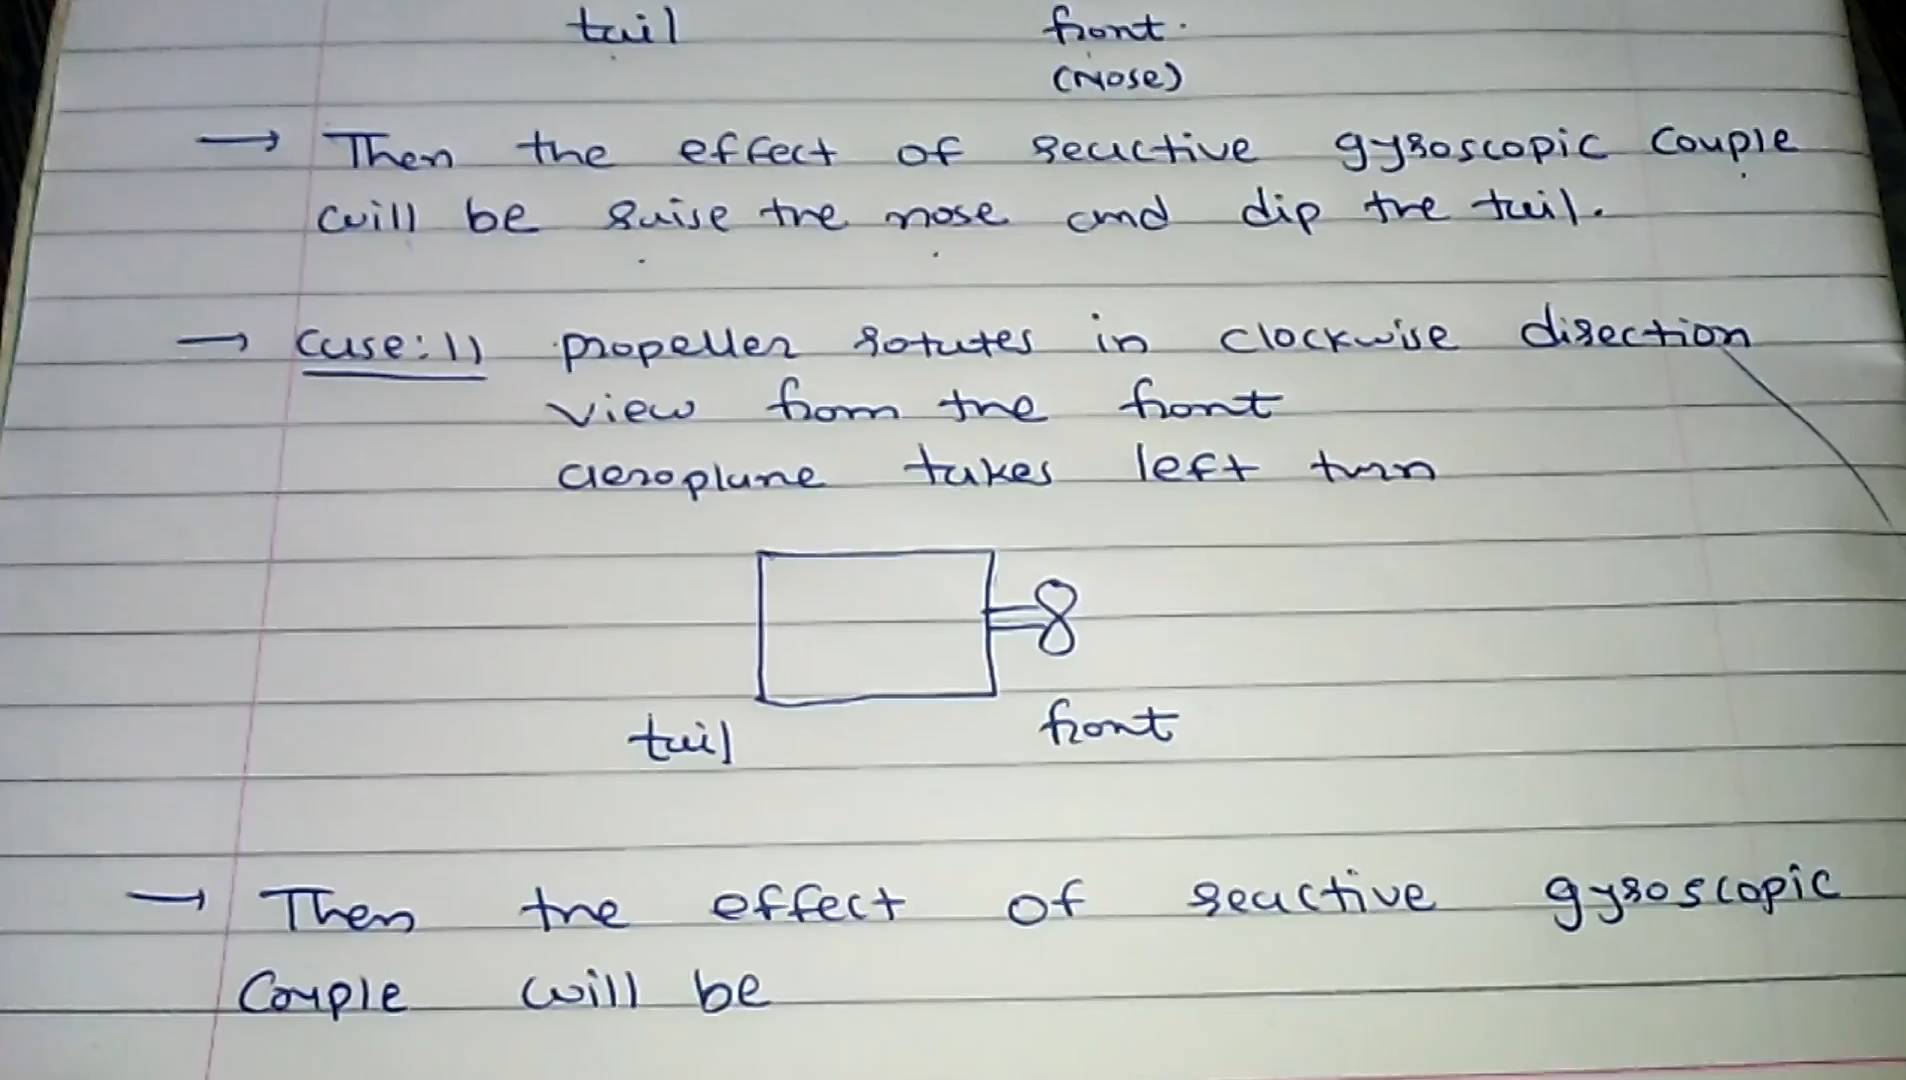 tail front.
(Nose)
→ Then the effect of reactive gyroscopic couple
will be raise the nose and dip the tail.
→ Case: 11 propeller rotates in clockwise direction
view from the front
aeroplane takes left turn
tail front
→ Then the effect of reactive gyroscopic
Couple will be